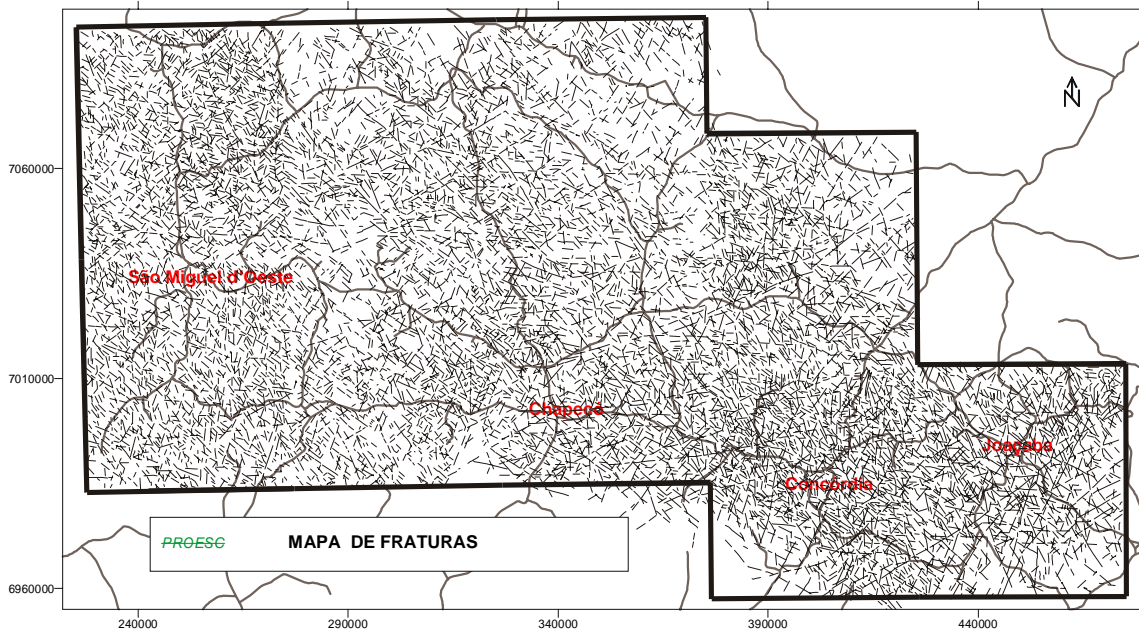 N
7060000
São Miguel d'Oeste
7010000
Chapecó
Joaçaba
Concórdia
PROESC MAPA DE FRATURAS
6960000
240000 290000 340000 390000 440000